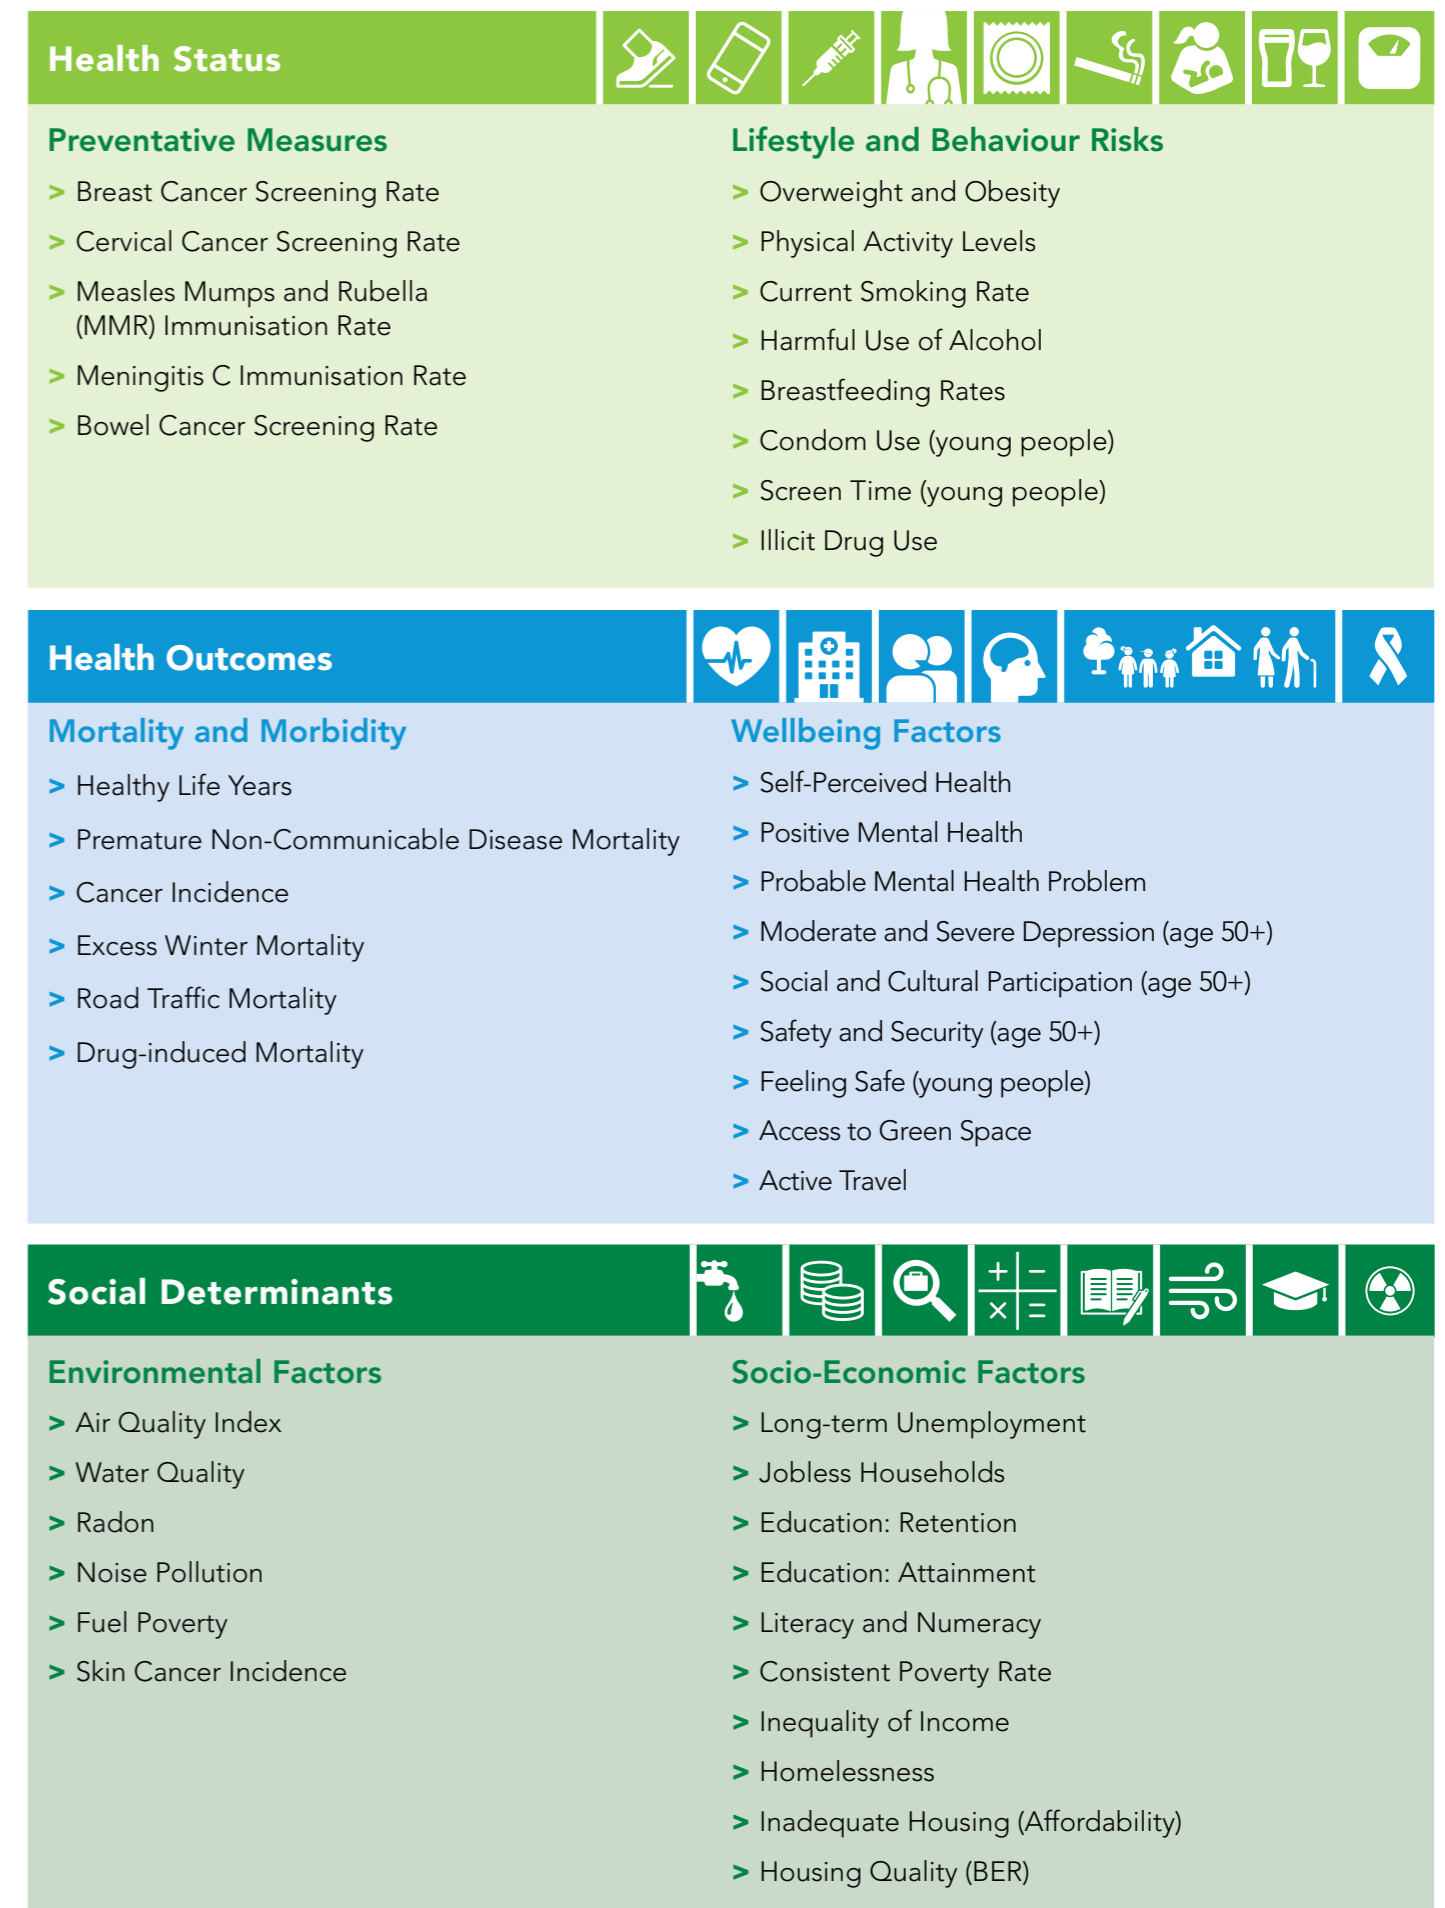 Health Status
Preventative Measures
> Breast Cancer Screening Rate
> Cervical Cancer Screening Rate
> Measles Mumps and Rubella
(MMR) Immunisation Rate
> Meningitis C Immunisation Rate
> Bowel Cancer Screening Rate
Lifestyle and Behaviour Risks
> Overweight and Obesity
> Physical Activity Levels
> Current Smoking Rate
> Harmful Use of Alcohol
> Breastfeeding Rates
> Condom Use (young people)
> Screen Time (young people)
> Illicit Drug Use
Health Outcomes
Mortality and Morbidity
> Healthy Life Years
> Premature Non-Communicable Disease Mortality
> Cancer Incidence
> Excess Winter Mortality
> Road Traffic Mortality
> Drug-induced Mortality
Wellbeing Factors
> Self-Perceived Health
> Positive Mental Health
> Probable Mental Health Problem
> Moderate and Severe Depression (age 50+)
> Social and Cultural Participation (age 50+)
> Safety and Security (age 50+)
> Feeling Safe (young people)
> Access to Green Space
> Active Travel
Social Determinants
Environmental Factors
> Air Quality Index
> Water Quality
> Radon
> Noise Pollution
> Fuel Poverty
> Skin Cancer Incidence
Socio-Economic Factors
> Long-term Unemployment
> Jobless Households
> Education: Retention
> Education: Attainment
> Literacy and Numeracy
> Consistent Poverty Rate
> Inequality of Income
> Homelessness
> Inadequate Housing (Affordability)
> Housing Quality (BER)